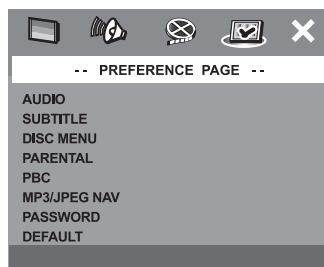 -- PREFERENCE PAGE --
AUDIO
SUBTITLE
DISC MENU
PARENTAL
PBC
MP3/JPEG NAV
PASSWORD
DEFAULT